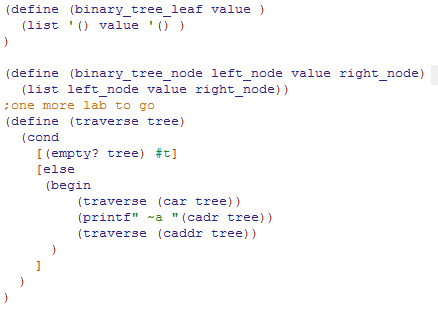 (define (binary_tree_leaf value )
  (list '() value '() )
)

(define (binary_tree_node left_node value right_node)
  (list left_node value right_node))
;one more lab to go
(define (traverse tree)
  (cond
    [(empty? tree) #t]
    [else
     (begin
         (traverse (car tree))
         (printf" ~a "(cadr tree))
         (traverse (caddr tree))
      )
    ]
  )
)